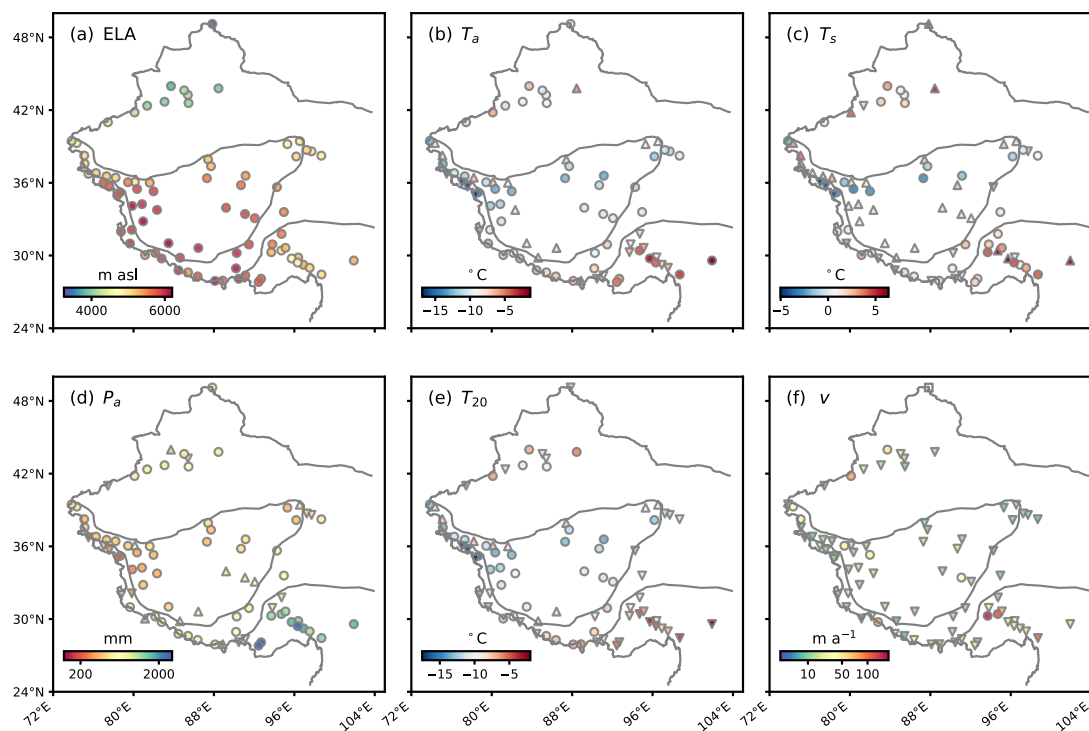 (a) ELA
(b) Tₐ
(c) Tₛ
48°N
42°N
36°N
30°N
24°N
m asl
4000 6000
°C
−15 −10 −5
°C
−5 0 5
(d) Pₐ
(e) T₂₀
(f) v
48°N
42°N
36°N
30°N
24°N
mm
200 2000
°C
−15 −10 −5
m a⁻¹
10 50 100
72°E 80°E 88°E 96°E 104°E
72°E 80°E 88°E 96°E 104°E
72°E 80°E 88°E 96°E 104°E